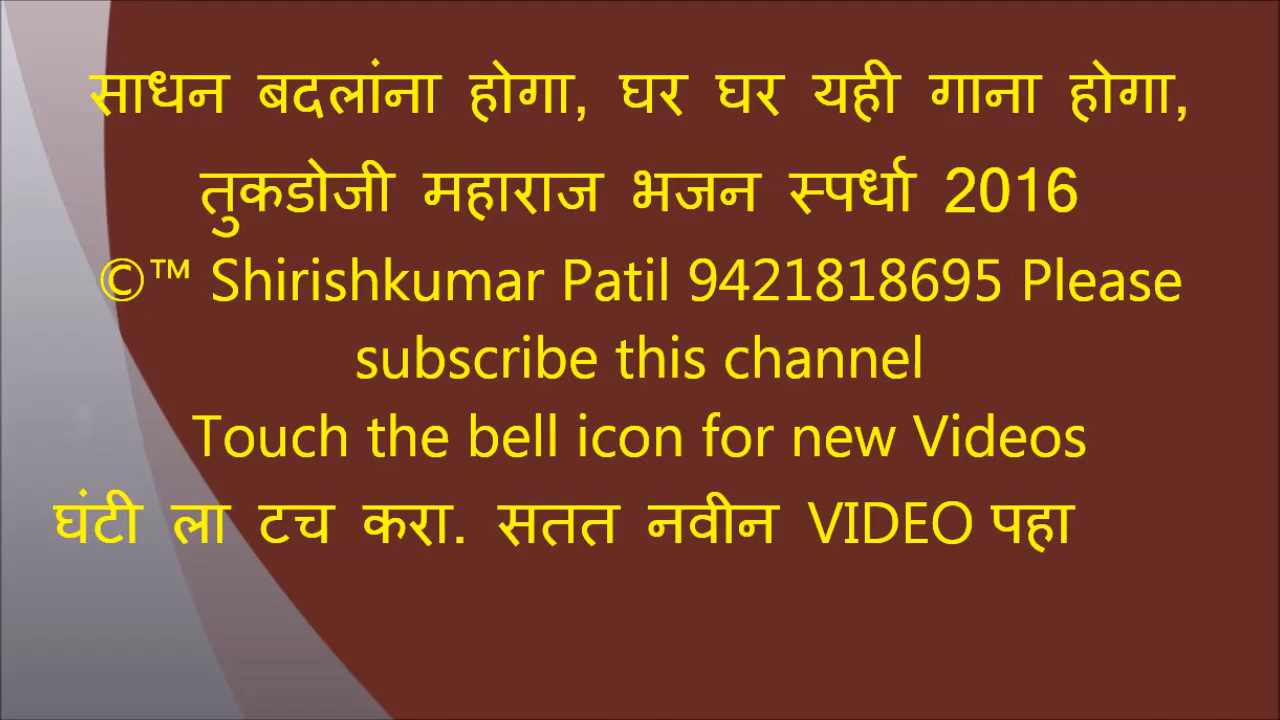 साधन बदलांना होगा, घर घर यही गाना होगा,
तुकडोजी महाराज भजन स्पर्धा 2016
©™ Shirishkumar Patil 9421818695 Please
subscribe this channel
Touch the bell icon for new Videos
घंटी ला टच करा. सतत नवीन VIDEO पहा